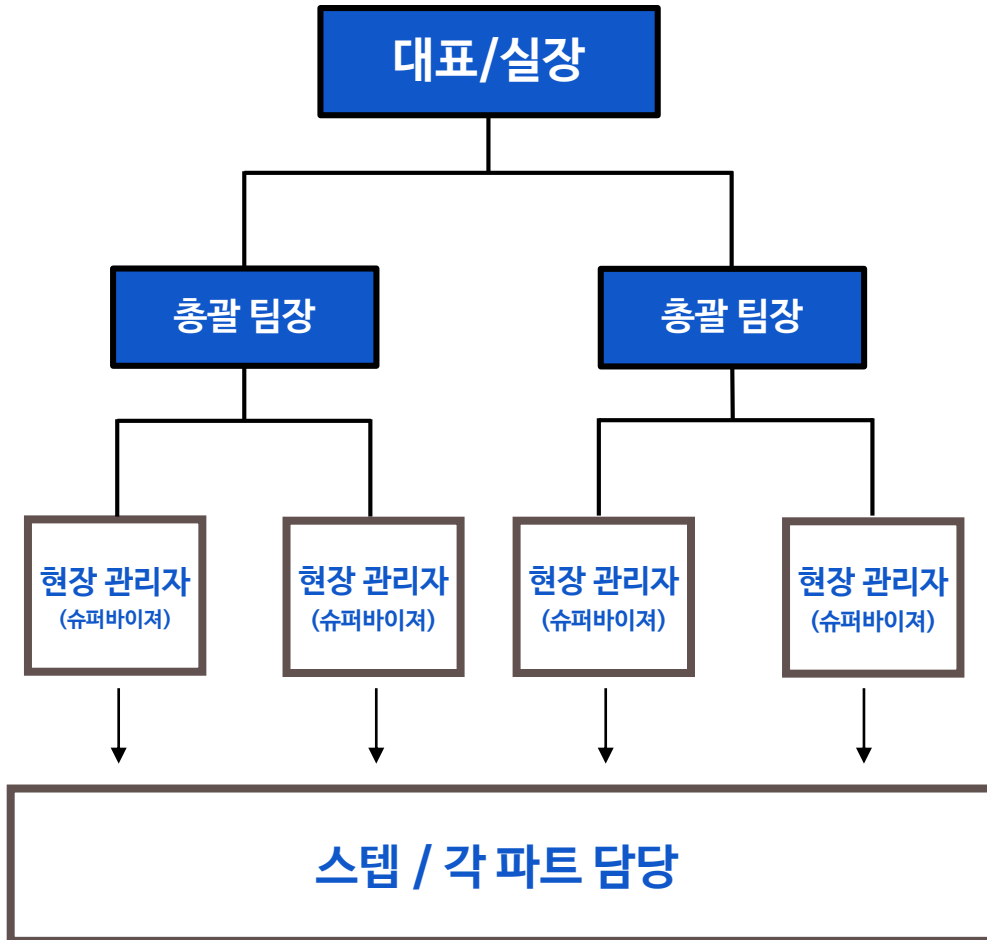 대표/실장
총괄 팀장
총괄 팀장
현장 관리자
(슈퍼바이져)
현장 관리자
(슈퍼바이져)
현장 관리자
(슈퍼바이져)
현장 관리자
(슈퍼바이져)
스텝 / 각 파트 담당